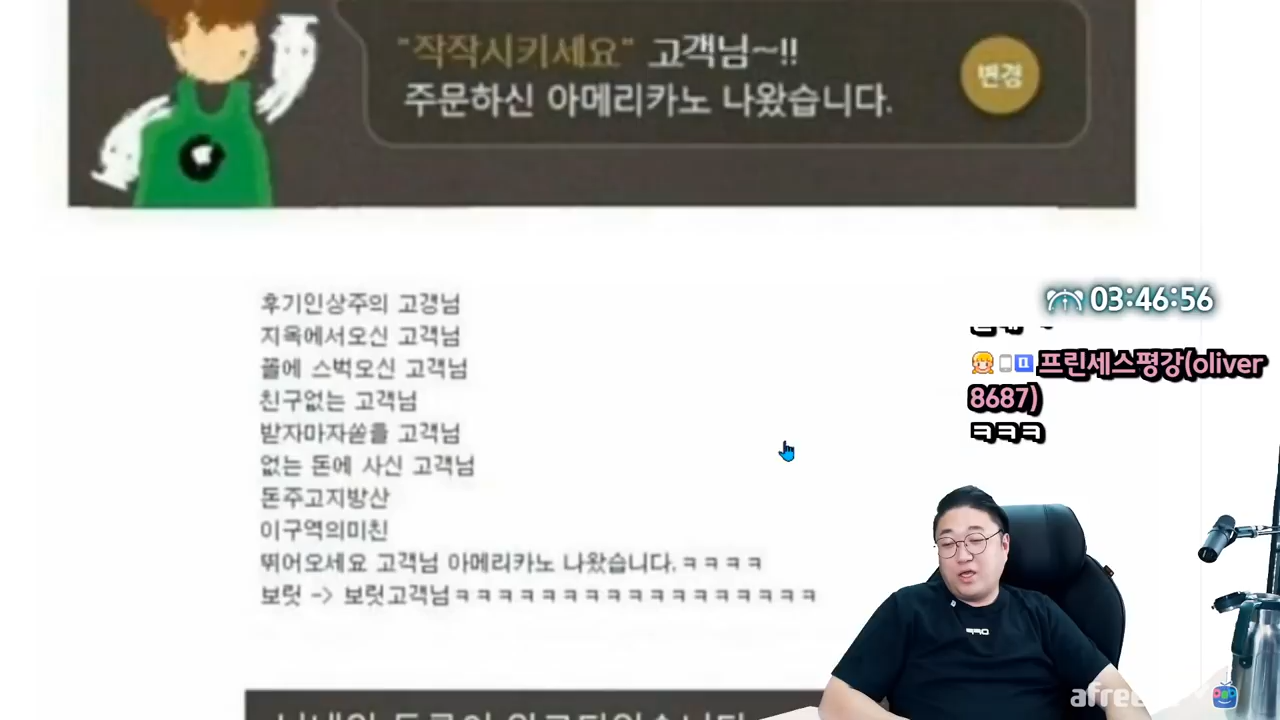 "작작시키세요" 고객님~!!
주문하신 아메리카노 나왔습니다.
변경
후기인상주의 고갱님
지옥에서오신 고객님
꼴에 스벅오신 고객님
친구없는 고객님
받자마자쏟을 고객님
없는 돈에 사신 고객님
돈주고지방산
이구역의미친
뛰어오세요 고객님 아메리카노 나왔습니다.ㅋㅋㅋㅋ
보릿 -> 보릿고객님ㅋㅋㅋㅋㅋㅋㅋㅋㅋㅋㅋㅋㅋㅋㅋㅋㅋ
03:46:56
프린세스평강(oliver
8687)
ㅋㅋㅋ
ㅋㅋㅇ